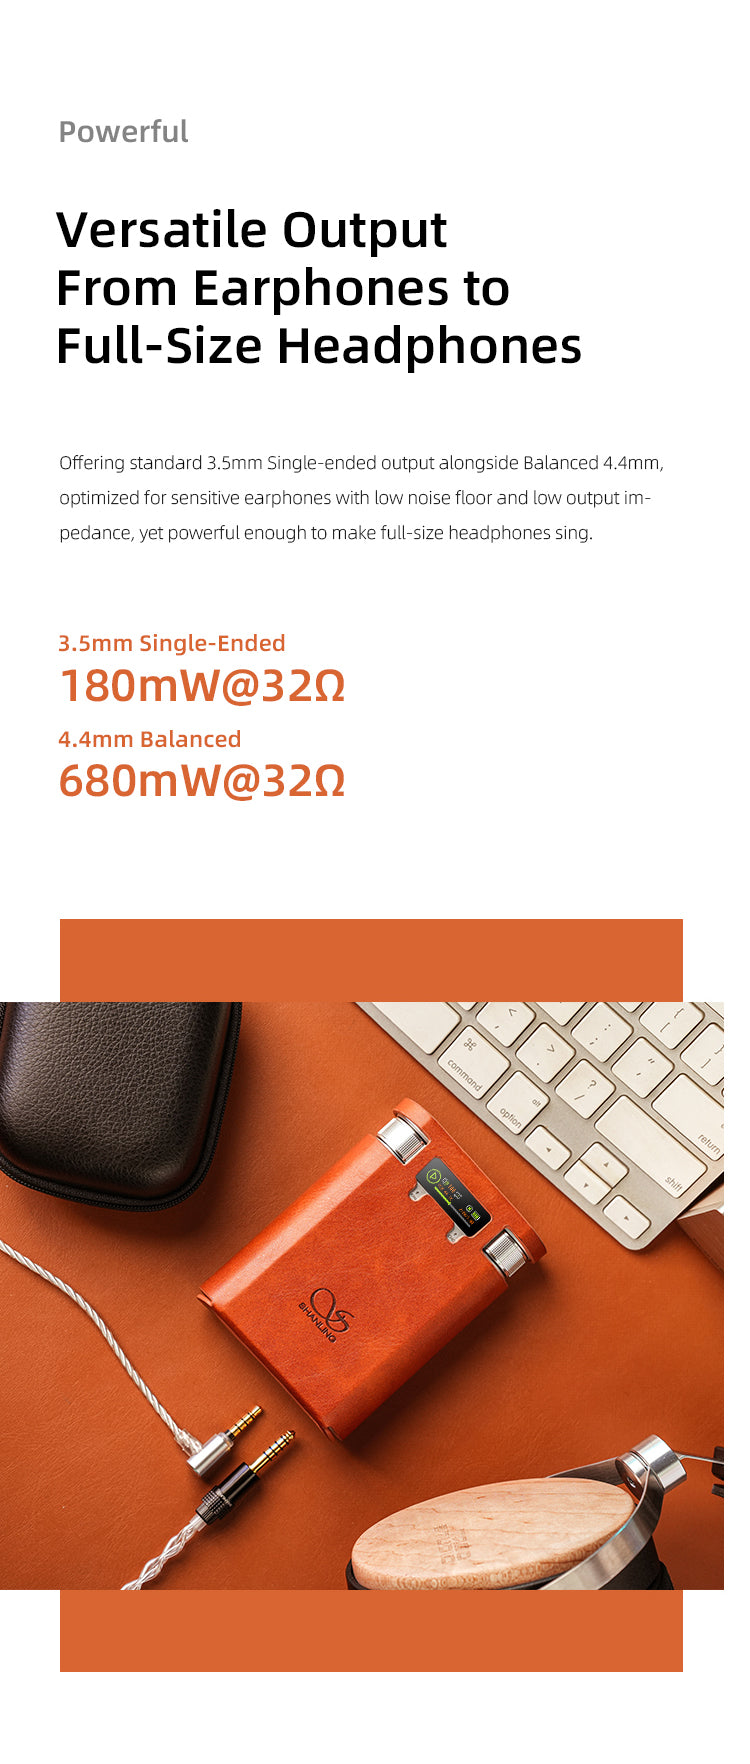 Powerful
Versatile Output
From Earphones to
Full-Size Headphones
Offering standard 3.5mm Single-ended output alongside Balanced 4.4mm,
optimized for sensitive earphones with low noise floor and low output im-
pedance, yet powerful enough to make full-size headphones sing.
3.5mm Single-Ended
180mW@32Ω
4.4mm Balanced
680mW@32Ω
command
alt
option
return
shift
SHANLING